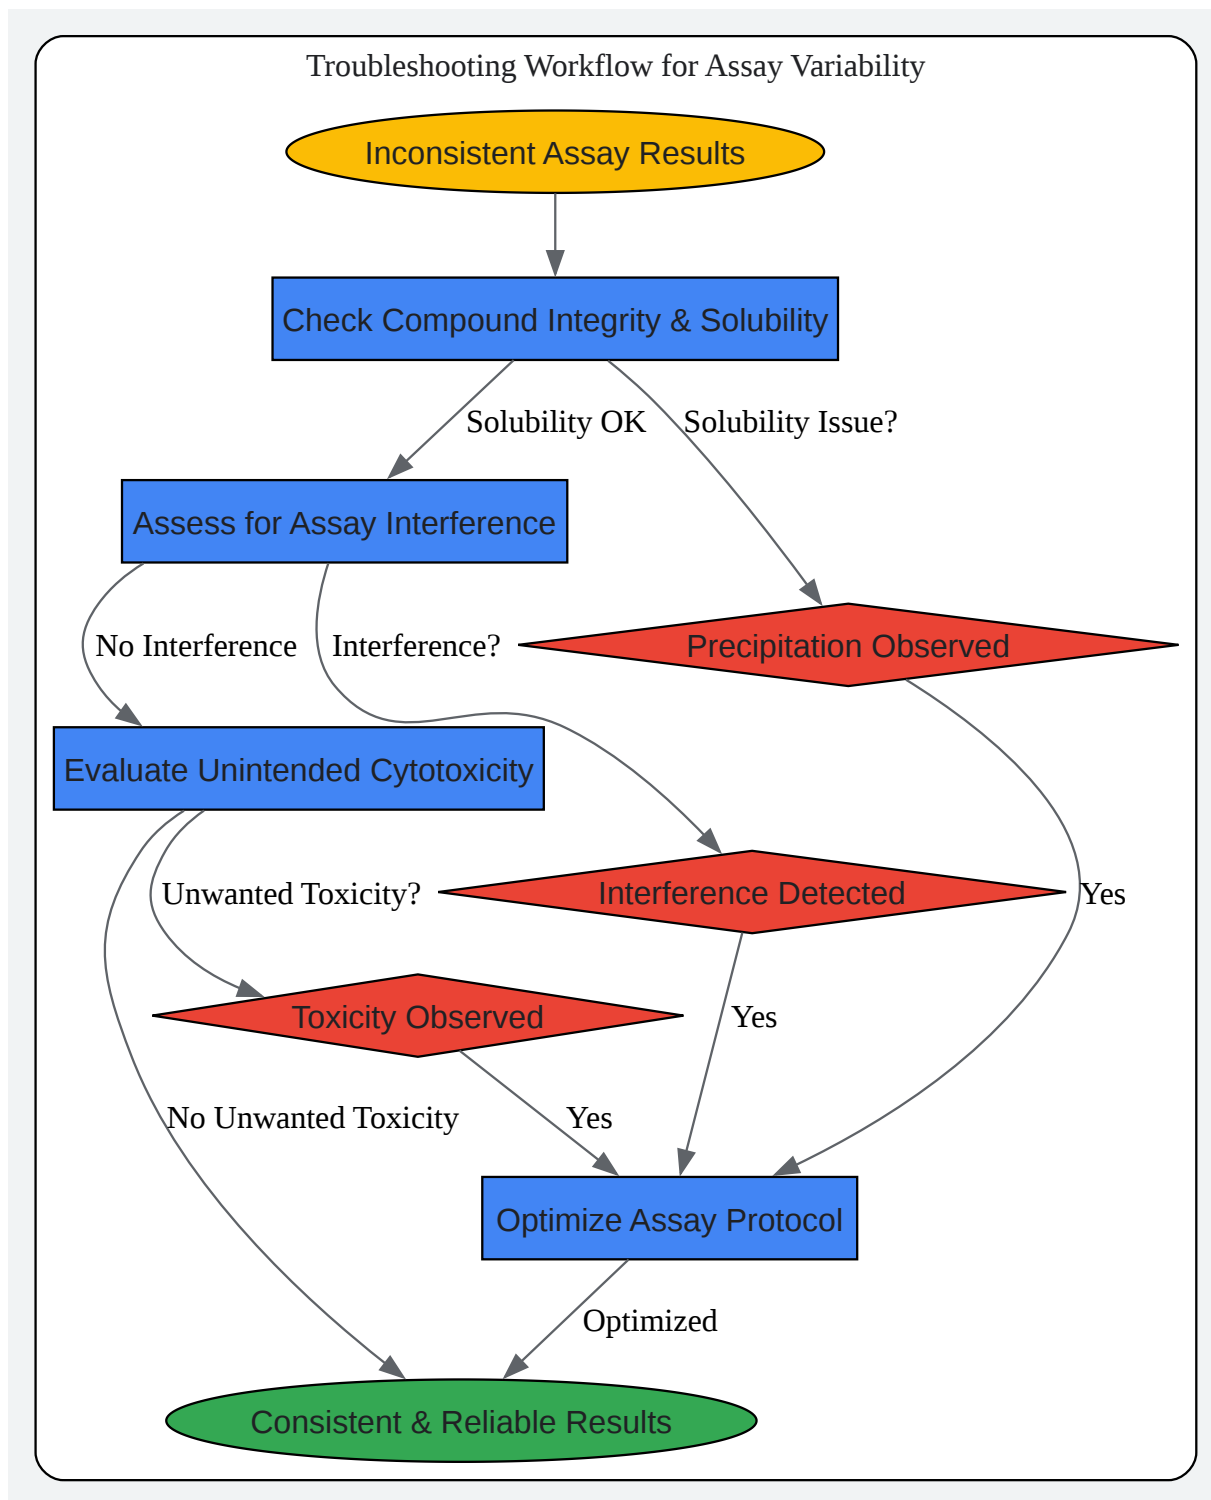 Troubleshooting Workflow for Assay Variability
Inconsistent Assay Results
Check Compound Integrity & Solubility
Solubility OK
Solubility Issue?
Assess for Assay Interference
No Interference
Interference?
Precipitation Observed
Evaluate Unintended Cytotoxicity
Unwanted Toxicity?
Interference Detected
Yes
Toxicity Observed
Yes
No Unwanted Toxicity
Yes
Optimize Assay Protocol
Optimized
Consistent & Reliable Results